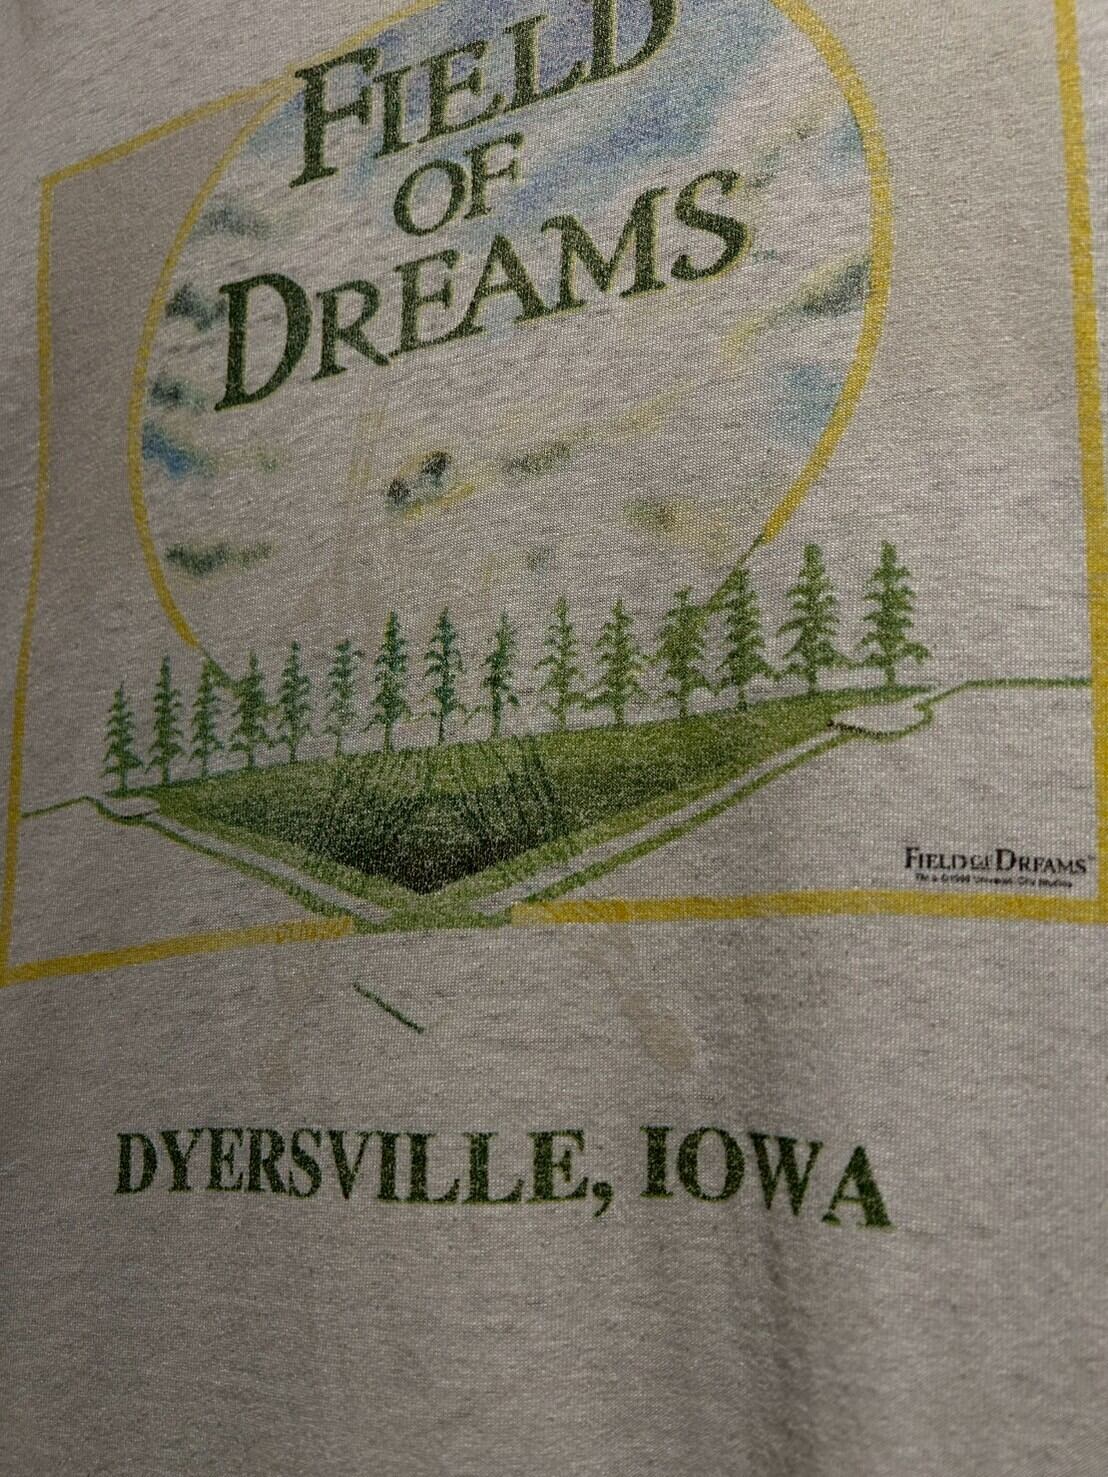 FIELD
OF
DREAMS
FIELD OF DREAMS
DYERSVILLE, IOWA